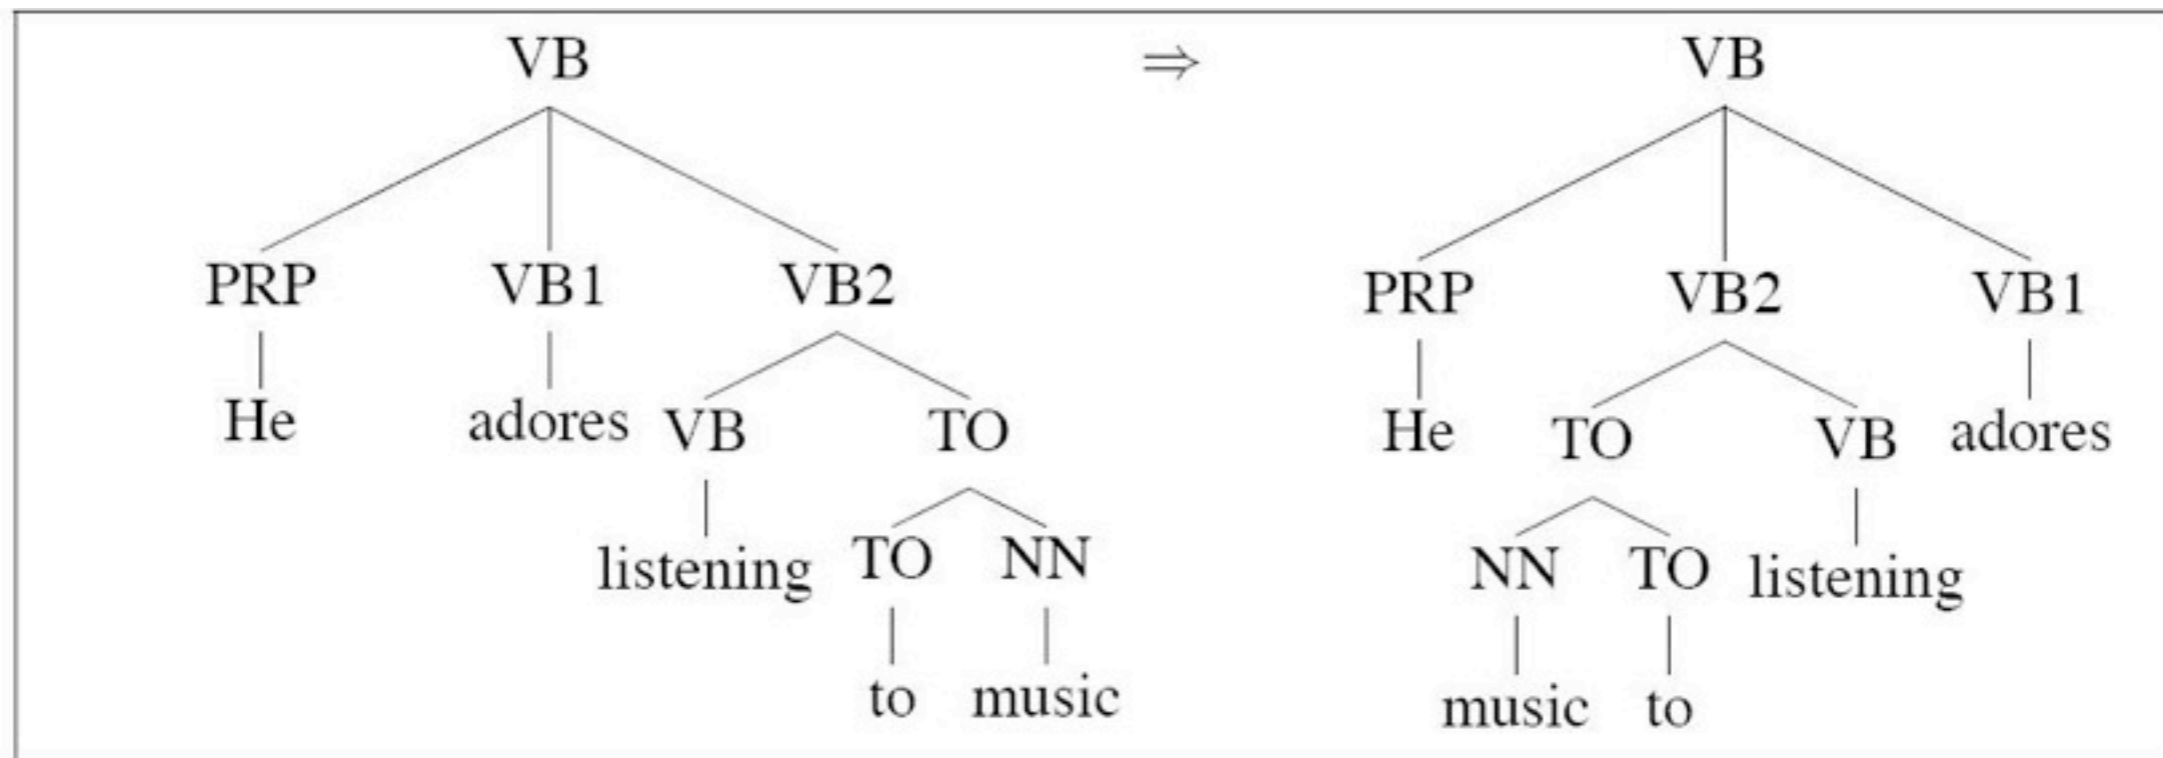 VB ⇒ VB
PRP VB1 VB2 PRP VB2 VB1
He adores VB TO He TO VB adores
listening TO NN NN TO listening
to music music to